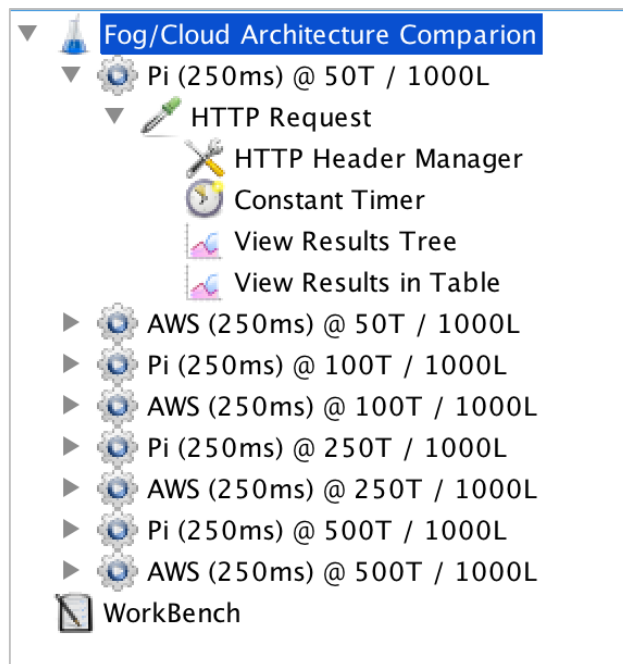 Fog/Cloud Architecture Comparion
Pi (250ms) @ 50T / 1000L
HTTP Request
HTTP Header Manager
Constant Timer
View Results Tree
View Results in Table
AWS (250ms) @ 50T / 1000L
Pi (250ms) @ 100T / 1000L
AWS (250ms) @ 100T / 1000L
Pi (250ms) @ 250T / 1000L
AWS (250ms) @ 250T / 1000L
Pi (250ms) @ 500T / 1000L
AWS (250ms) @ 500T / 1000L
WorkBench